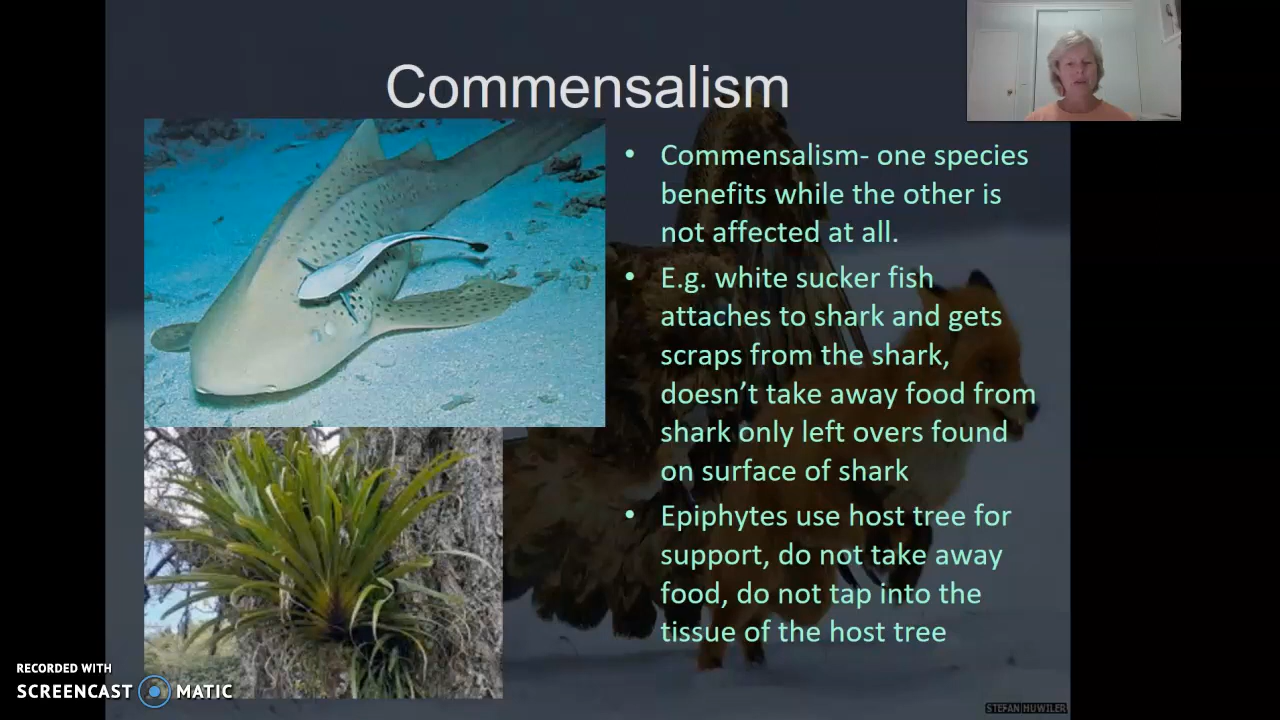 Commensalism
• Commensalism- one species
benefits while the other is
not affected at all.
• E.g. white sucker fish
attaches to shark and gets
scraps from the shark,
doesn’t take away food from
shark only left overs found
on surface of shark
• Epiphytes use host tree for
support, do not take away
food, do not tap into the
tissue of the host tree
RECORDED WITH
SCREENCAST MATIC
STEFAN HUWILER